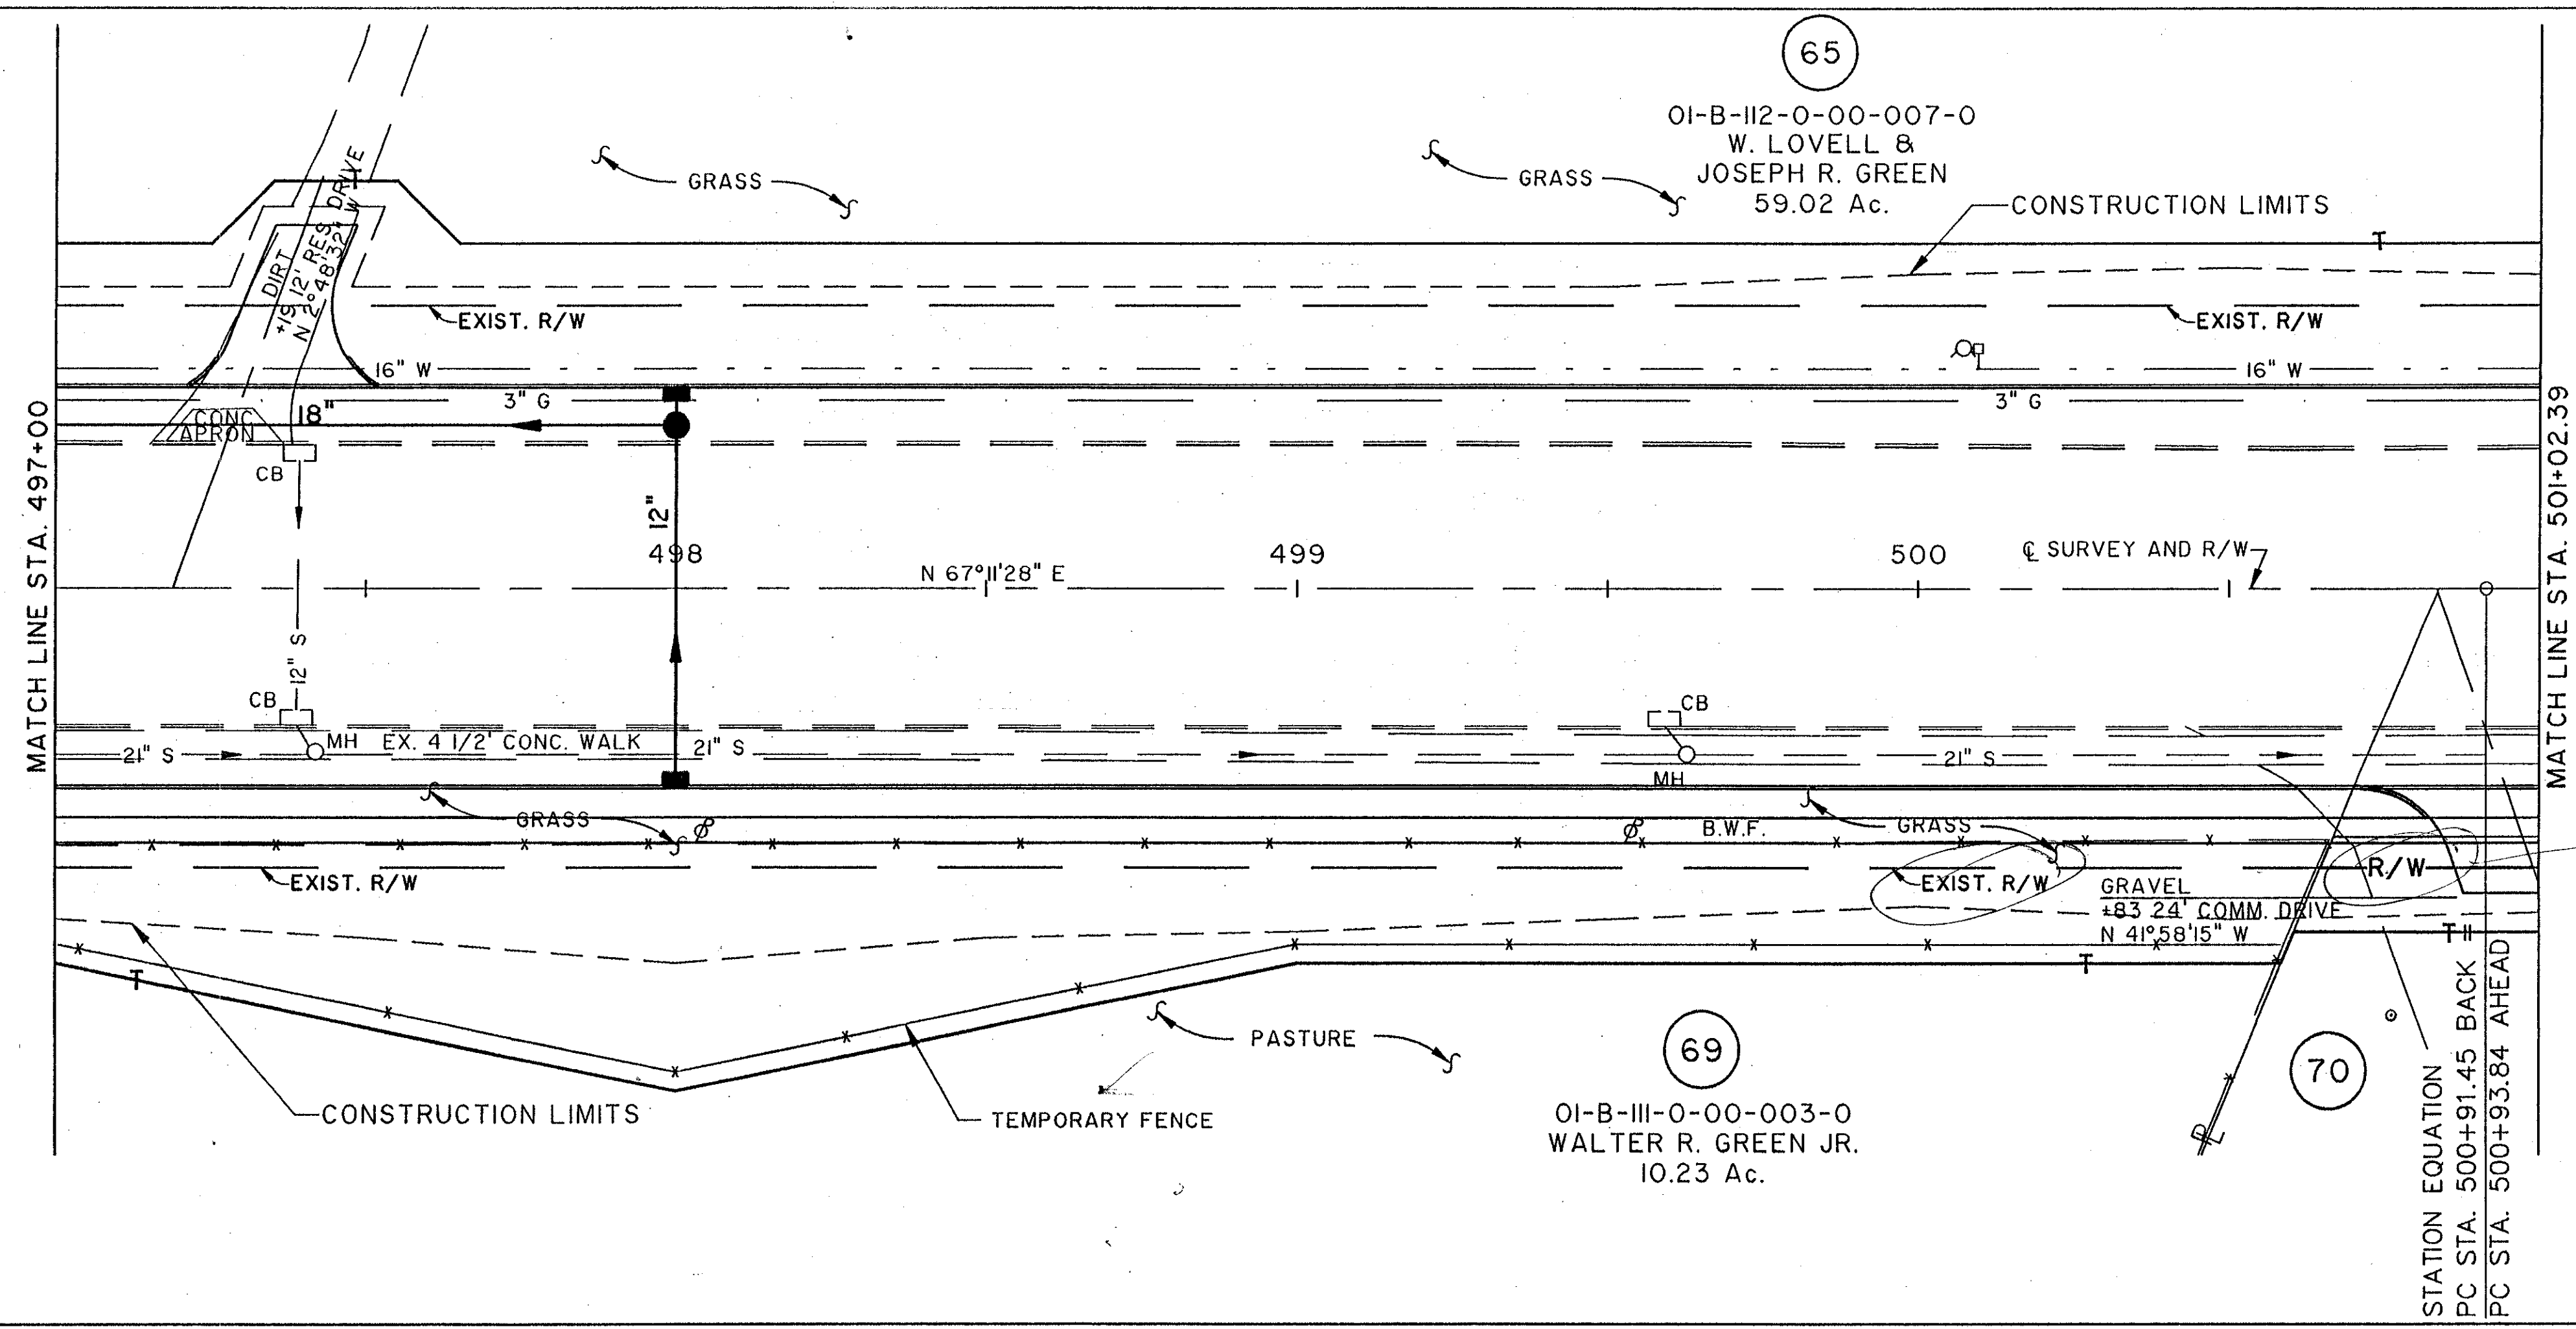 65
01-B-112-0-00-007-0
W. LOVELL &
JOSEPH R. GREEN
59.02 Ac.
GRASS
GRASS
CONSTRUCTION LIMITS
T
T
DIRT
+19 12' RES. DRIVE
N 2°48'32" W
EXIST. R/W
EXIST. R/W
16" W
16" W
3" G
3" G
CONC
APRON
18"
CB
12"
MATCH LINE STA. 497+00
MATCH LINE STA. 501+02.39
498
499
500
℄ SURVEY AND R/W
N 67°11'28" E
12" S
CB
CB
MH
EX. 4 1/2' CONC. WALK
21" S
21" S
21" S
MH
GRASS
B.W.F.
GRASS
EXIST. R/W
EXIST. R/W
R/W
GRAVEL
+83 24' COMM. DRIVE
N 41°58'15" W
T
T
T
CONSTRUCTION LIMITS
TEMPORARY FENCE
PASTURE
69
01-B-111-0-00-003-0
WALTER R. GREEN JR.
10.23 Ac.
70
PL
STATION EQUATION
PC STA. 500+91.45 BACK =
PC STA. 500+93.84 AHEAD